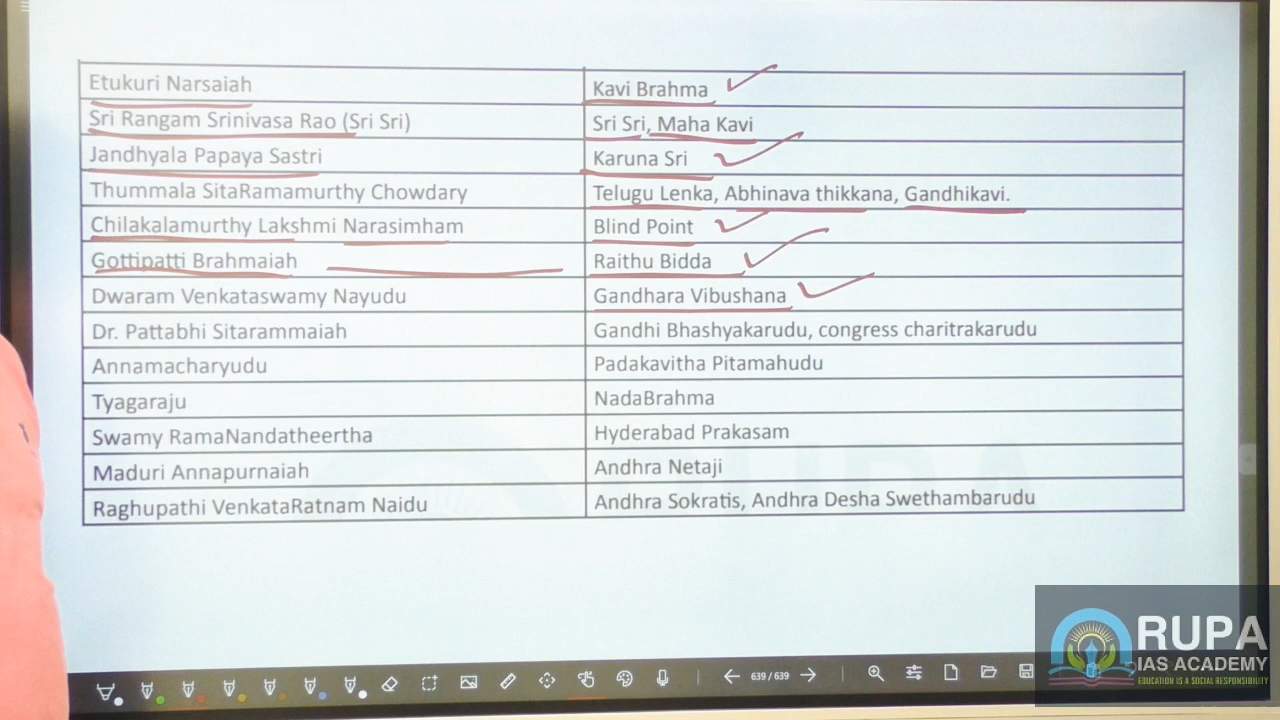 Etukuri Narsaiah Kavi Brahma
Sri Rangam Srinivasa Rao (Sri Sri) Sri Sri, Maha Kavi
Jandhyala Papaya Sastri Karuna Sri
Thummala SitaRamamurthy Chowdary Telugu Lenka, Abhinava thikkana, Gandhikavi.
Chilakalamurthy Lakshmi Narasimham Blind Point
Gottipatti Brahmaiah Raithu Bidda
Dwaram Venkataswamy Nayudu Gandhara Vibushana
Dr. Pattabhi Sitarammaiah Gandhi Bhashyakarudu, congress charitrakarudu
Annamacharyudu Padakavitha Pitamahudu
Tyagaraju NadaBrahma
Swamy RamaNandatheertha Hyderabad Prakasam
Maduri Annapurnaiah Andhra Netaji
Raghupathi VenkataRatnam Naidu Andhra Sokratis, Andhra Desha Swethambarudu
639 / 639
RUPA
IAS ACADEMY
EDUCATION IS A SOCIAL RESPONSIBILITY